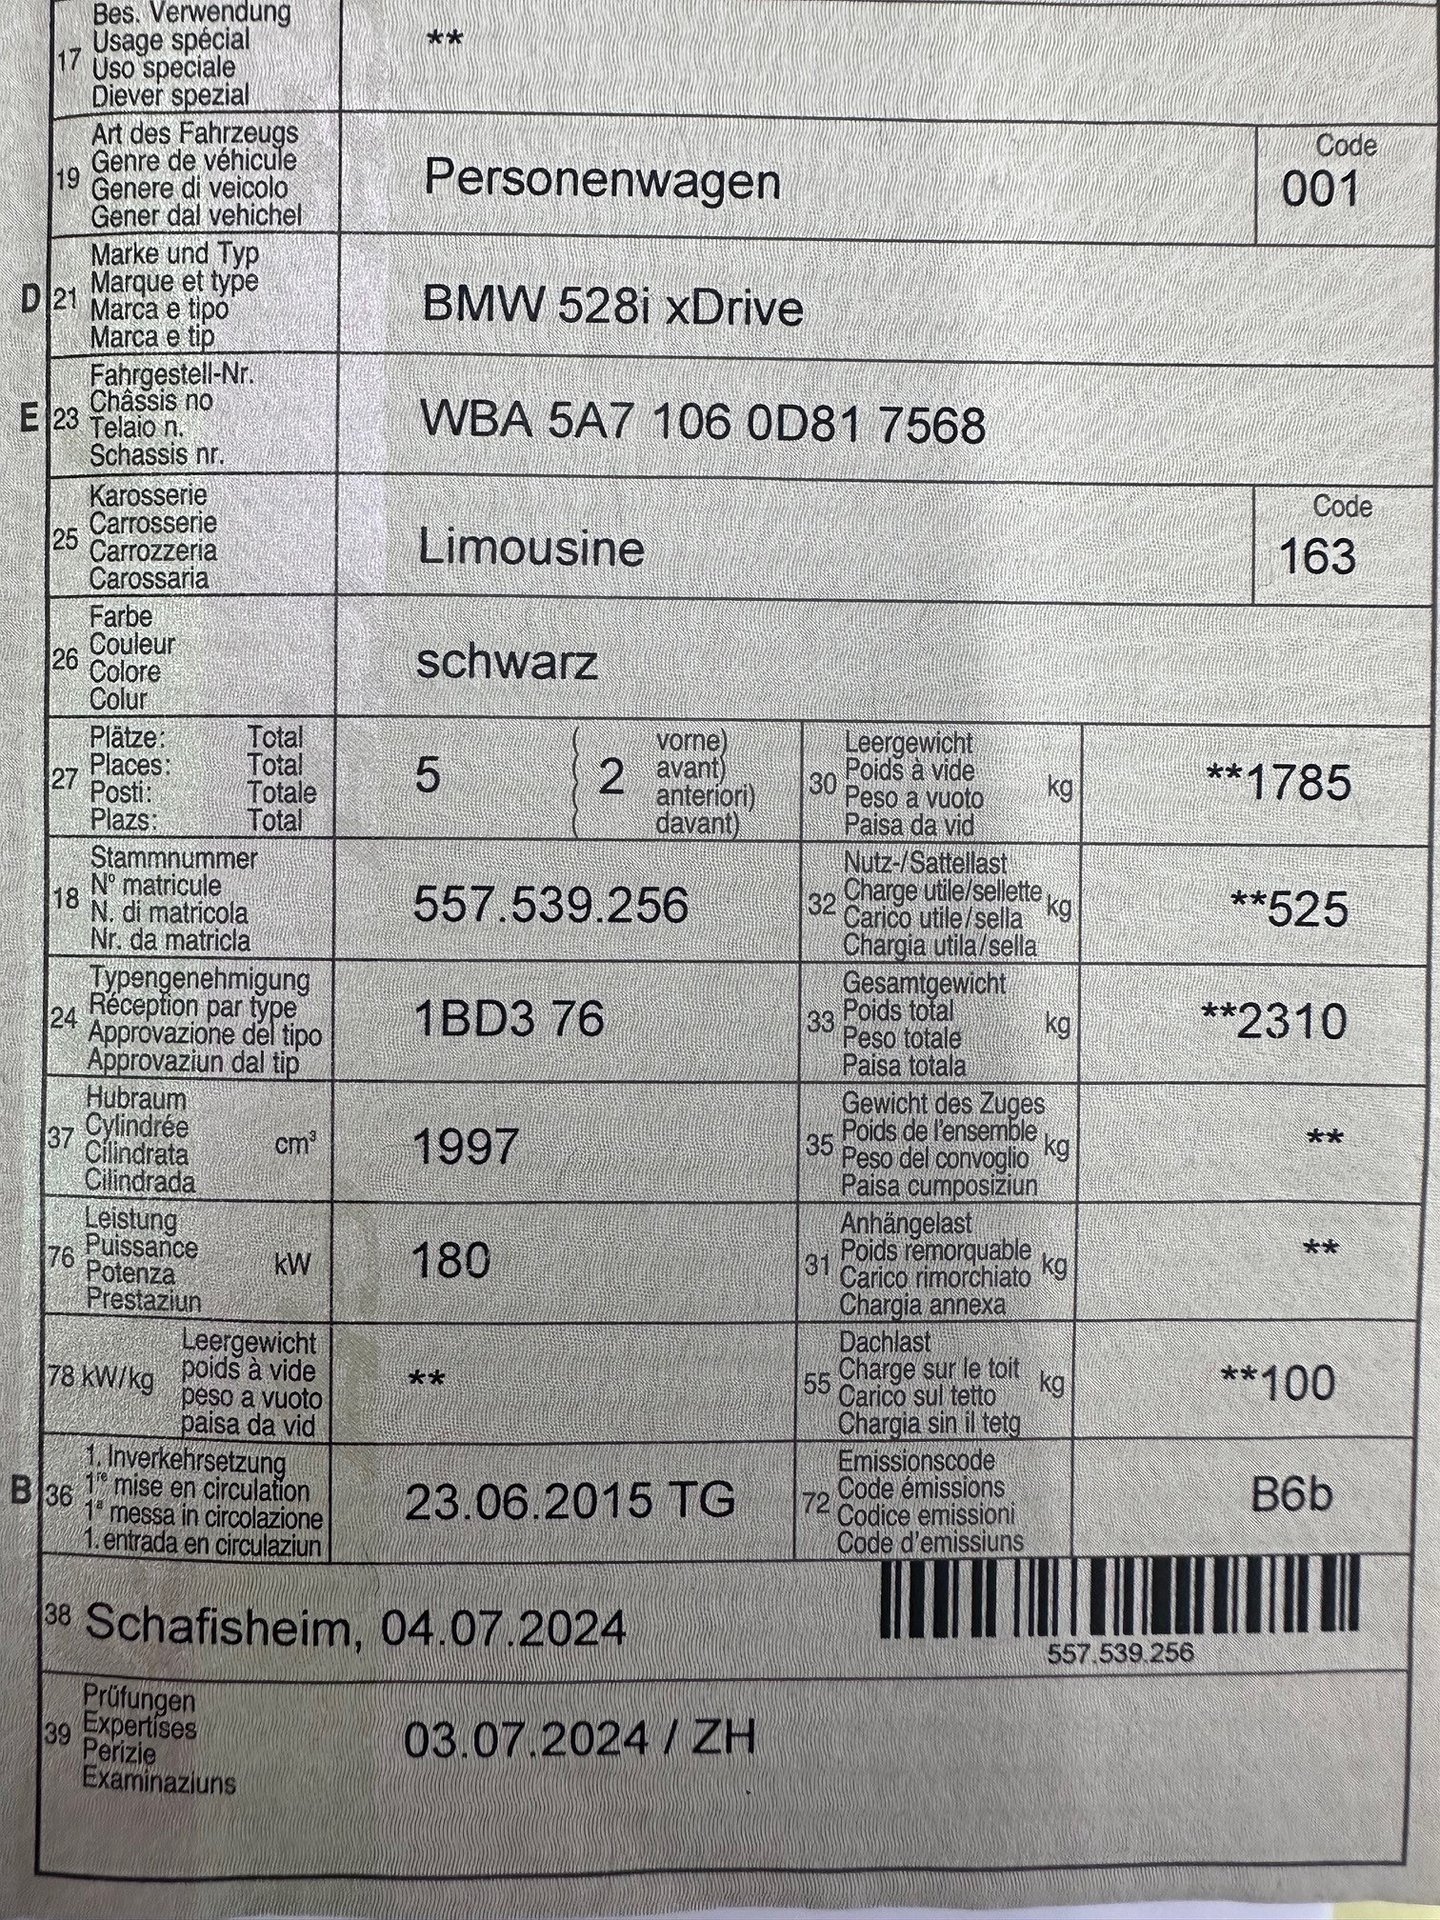 Bes. Verwendung
17 Usage spécial
Uso speciale
Diever spezial
**
Art des Fahrzeugs
19 Genre de véhicule
Genere di veicolo
Gener dal vehichel
Personenwagen
Code
001
Marke und Typ
D 21 Marque et type
Marca e tipo
Marca e tip
BMW 528i xDrive
Fahrgestell-Nr.
E 23 Châssis no
Telaio n.
Schassis nr.
WBA 5A7 106 0D81 7568
Karosserie
25 Carrosserie
Carrozzeria
Carossaria
Limousine
Code
163
Farbe
26 Couleur
Colore
Colur
schwarz
Plätze: Total
27 Places: Total
Posti: Totale
Plazs: Total
5
( vorne)
( 2 avant)
( anteriori)
( davant)
Leergewicht
30 Poids à vide kg
Peso a vuoto
Paisa da vid
**1785
Stammnummer
18 N° matricule
N. di matricola
Nr. da matricla
557.539.256
Nutz-/Sattellast
32 Charge utile/sellette kg
Carico utile/sella
Chargia utila/sella
**525
Typengenehmigung
24 Réception par type
Approvazione del tipo
Approvaziun dal tip
1BD3 76
Gesamtgewicht
33 Poids total kg
Peso totale
Paisa totala
**2310
Hubraum
37 Cylindrée cm³
Cilindrata
Cilindrada
1997
Gewicht des Zuges
35 Poids de l'ensemble kg
Peso del convoglio
Paisa cumposiziun
**
Leistung
76 Puissance kW
Potenza
Prestaziun
180
Anhängelast
31 Poids remorquable kg
Carico rimorchiato
Chargia annexa
**
Leergewicht
78 kW/kg poids à vide
peso a vuoto
paisa da vid
**
Dachlast
55 Charge sur le toit kg
Carico sul tetto
Chargia sin il tetg
**100
1. Inverkehrsetzung
B 36 1re mise en circulation
1a messa in circolazione
1. entrada en circulaziun
23.06.2015 TG
Emissionscode
72 Code émissions
Codice emissioni
Code d'emissiuns
B6b
38 Schafisheim, 04.07.2024
557.539.256
Prüfungen
39 Expertises
Perizie
Examinaziuns
03.07.2024 / ZH